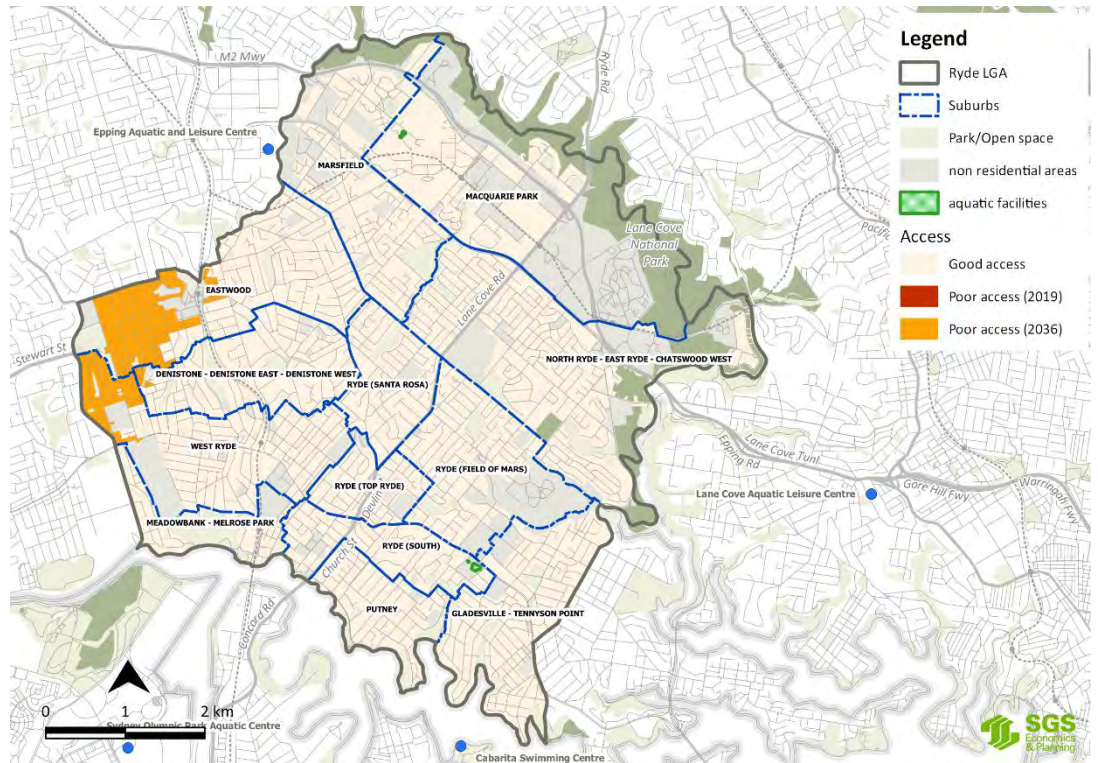 M2 Mwy
Ryde Rd
Epping Aquatic and Leisure Centre
MARSFIELD
MACQUARIE PARK
Lane Cove
National
Park
Pacific
EASTWOOD
Lane Cove Rd
Stewart St
DENISTONE - DENISTONE EAST - DENISTONE WEST
RYDE (SANTA ROSA)
NORTH RYDE - EAST RYDE - CHATSWOOD WEST
WEST RYDE
RYDE (FIELD OF MARS)
RYDE (TOP RYDE)
Devlin
Lane Cove Tunl
Epping Rd
Gore Hill Fwy
Warringah Fwy
Lane Cove Aquatic Leisure Centre
MEADOWBANK - MELROSE PARK
RYDE (SOUTH)
Church St
PUTNEY
GLADESVILLE - TENNYSON POINT
Concord Rd
0 1 2 km
Sydney Olympic Park Aquatic Centre
Cabarita Swimming Centre
Legend
Ryde LGA
Suburbs
Park/Open space
non residential areas
aquatic facilities
Access
Good access
Poor access (2019)
Poor access (2036)
SGS
Economics
& Planning